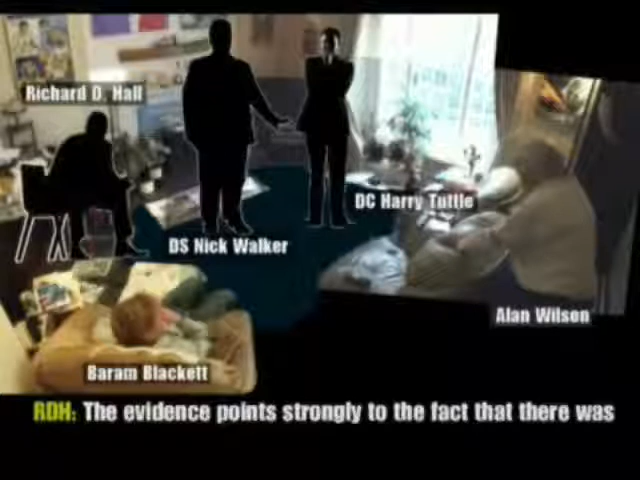 Richard D. Hall
DC Harry Tuttle
DS Nick Walker
Alan Wilson
Baram Blackett
RDH: The evidence points strongly to the fact that there was